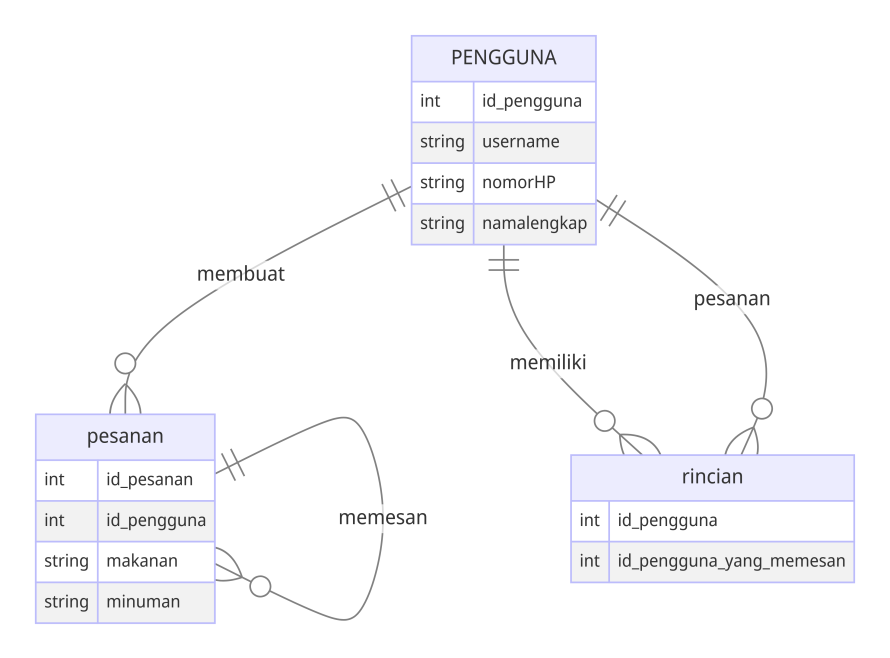 PENGGUNA
int id_pengguna
string username
string nomorHP
string namalengkap
membuat
pesanan
memiliki
pesanan
int id_pesanan
int id_pengguna
string makanan
string minuman
memesan
rincian
int id_pengguna
int id_pengguna_yang_memesan